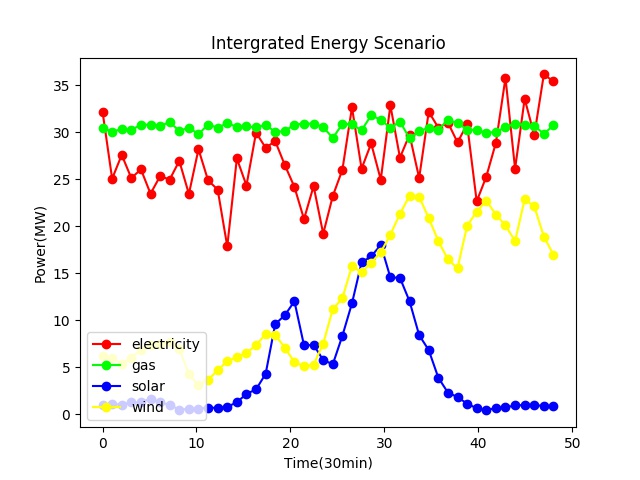 Intergrated Energy Scenario
Power(MW)
35
30
25
20
15
10
5
0
electricity
gas
solar
wind
0 10 20 30 40 50
Time(30min)